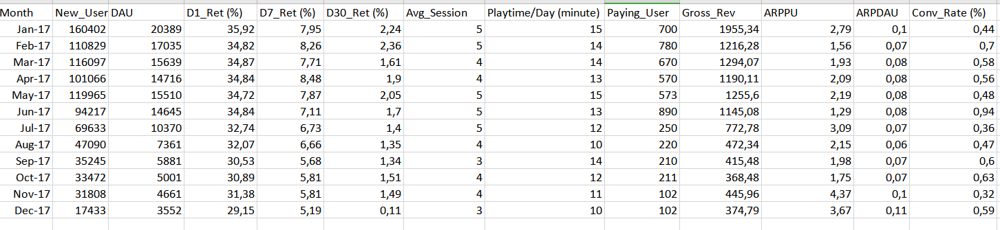 Month New_User DAU D1_Ret (%) D7_Ret (%) D30_Ret (%) Avg_Session Playtime/Day (minute) Paying_User Gross_Rev ARPPU ARPDAU Conv_Rate (%)
Jan-17 160402 20389 35,92 7,95 2,24 5 15 700 1955,34 2,79 0,1 0,44
Feb-17 110829 17035 34,82 8,26 2,36 5 14 780 1216,28 1,56 0,07 0,7
Mar-17 116097 15639 34,87 7,71 1,61 4 14 670 1294,07 1,93 0,08 0,58
Apr-17 101066 14716 34,84 8,48 1,9 4 13 570 1190,11 2,09 0,08 0,56
May-17 119965 15510 34,72 7,87 2,05 5 15 573 1255,6 2,19 0,08 0,48
Jun-17 94217 14645 34,84 7,11 1,7 5 13 890 1145,08 1,29 0,08 0,94
Jul-17 69633 10370 32,74 6,73 1,4 5 12 250 772,78 3,09 0,07 0,36
Aug-17 47090 7361 32,07 6,66 1,35 4 10 220 472,34 2,15 0,06 0,47
Sep-17 35245 5881 30,53 5,68 1,34 3 14 210 415,48 1,98 0,07 0,6
Oct-17 33472 5001 30,89 5,81 1,51 4 12 211 368,48 1,75 0,07 0,63
Nov-17 31808 4661 31,38 5,81 1,49 4 11 102 445,96 4,37 0,1 0,32
Dec-17 17433 3552 29,15 5,19 0,11 3 10 102 374,79 3,67 0,11 0,59